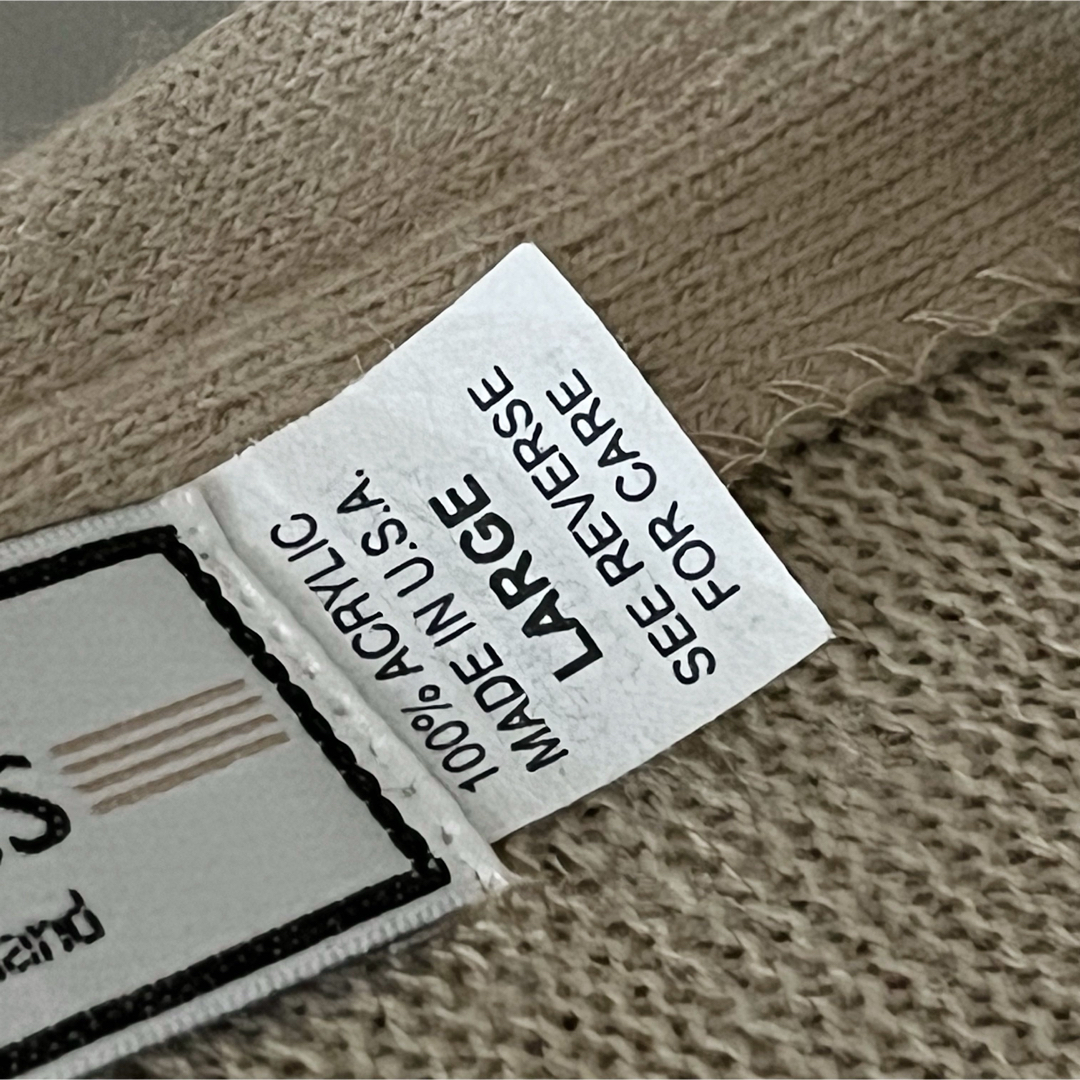 100% ACRYLIC
MADE IN U.S.A.
LARGE
SEE REVERSE
FOR CARE